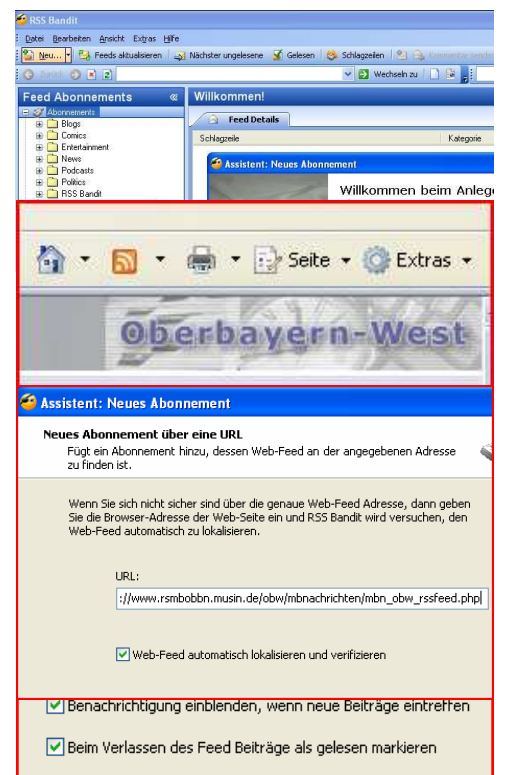 RSS Bandit
Datei Bearbeiten Ansicht Extras Hilfe
Neu... Feeds aktualisieren Nächster ungelesene Gelesen Schlagzeilen
Zurück Wechseln zu
Feed Abonnements « Willkommen!
Abonnements
Feed Details
Blogs
Comics
Schlagzeile Kategorie
Entertainment
News
Podcasts
Assistent: Neues Abonnement
Politics
RSS Bandit
Willkommen beim Anlege
Seite Extras
Oberbayern-West
Assistent: Neues Abonnement
Neues Abonnement über eine URL
Fügt ein Abonnement hinzu, dessen Web-Feed an der angegebenen Adresse
zu finden ist.
Wenn Sie sich nicht sicher sind über die genaue Web-Feed Adresse, dann geben
Sie die Browser-Adresse der Web-Seite ein und RSS Bandit wird versuchen, den
Web-Feed automatisch zu lokalisieren.
URL:
://www.rsmbobbn.musin.de/obw/mbnachrichten/mbn_obw_rssfeed.php
Web-Feed automatisch lokalisieren und verifizieren
Benachrichtigung einblenden, wenn neue Beiträge eintreffen
Beim Verlassen des Feed Beiträge als gelesen markieren